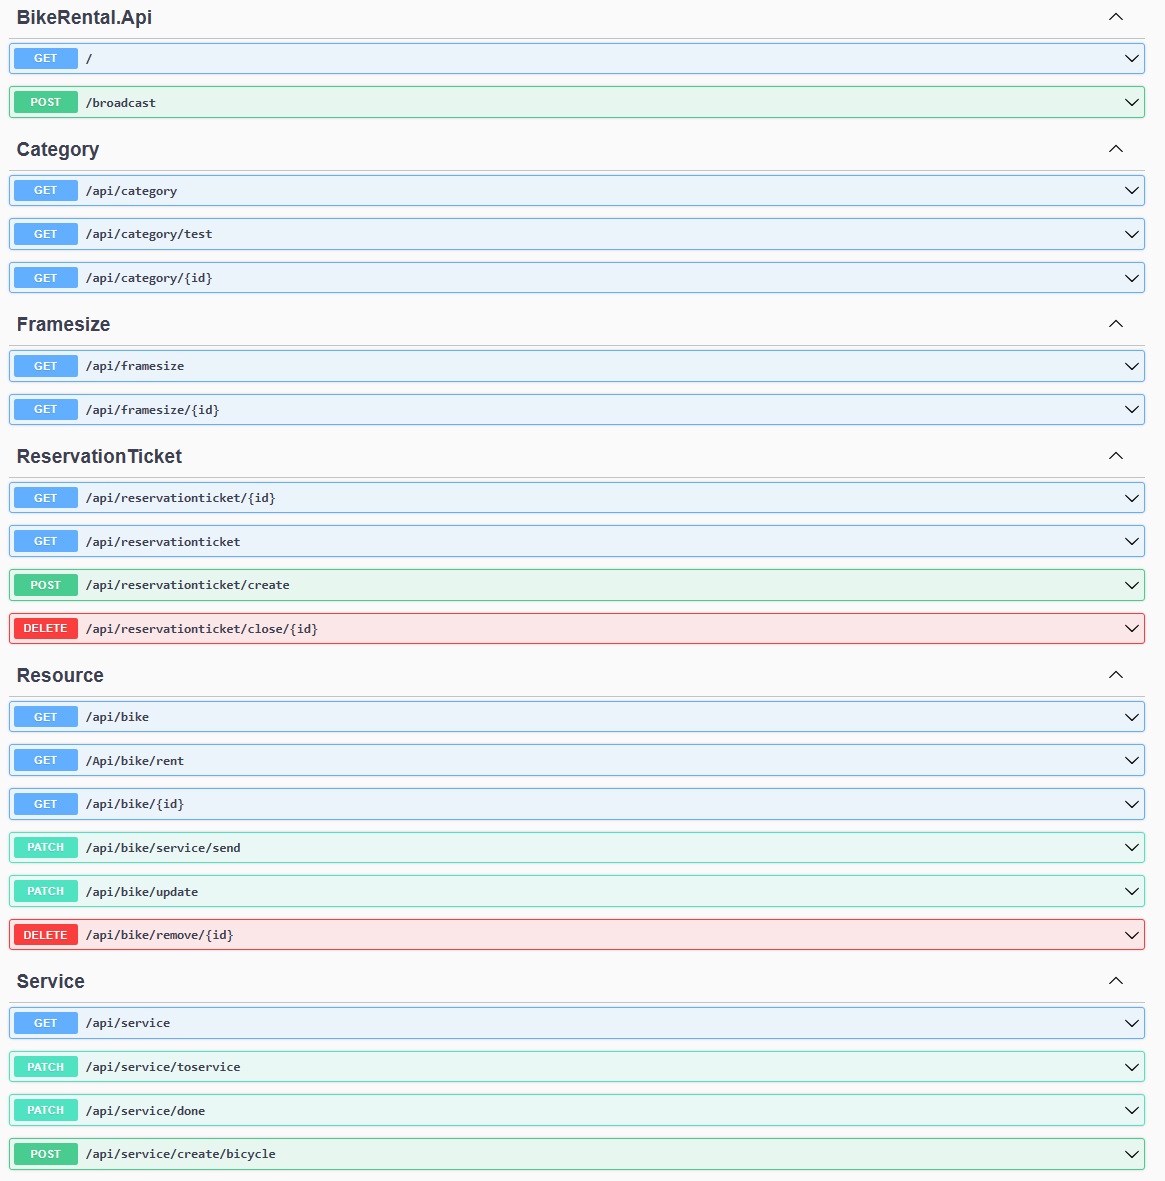 BikeRental.Api
GET /
POST /broadcast
Category
GET /api/category
GET /api/category/test
GET /api/category/{id}
Framesize
GET /api/framesize
GET /api/framesize/{id}
ReservationTicket
GET /api/reservationticket/{id}
GET /api/reservationticket
POST /api/reservationticket/create
DELETE /api/reservationticket/close/{id}
Resource
GET /api/bike
GET /Api/bike/rent
GET /api/bike/{id}
PATCH /api/bike/service/send
PATCH /api/bike/update
DELETE /api/bike/remove/{id}
Service
GET /api/service
PATCH /api/service/toservice
PATCH /api/service/done
POST /api/service/create/bicycle